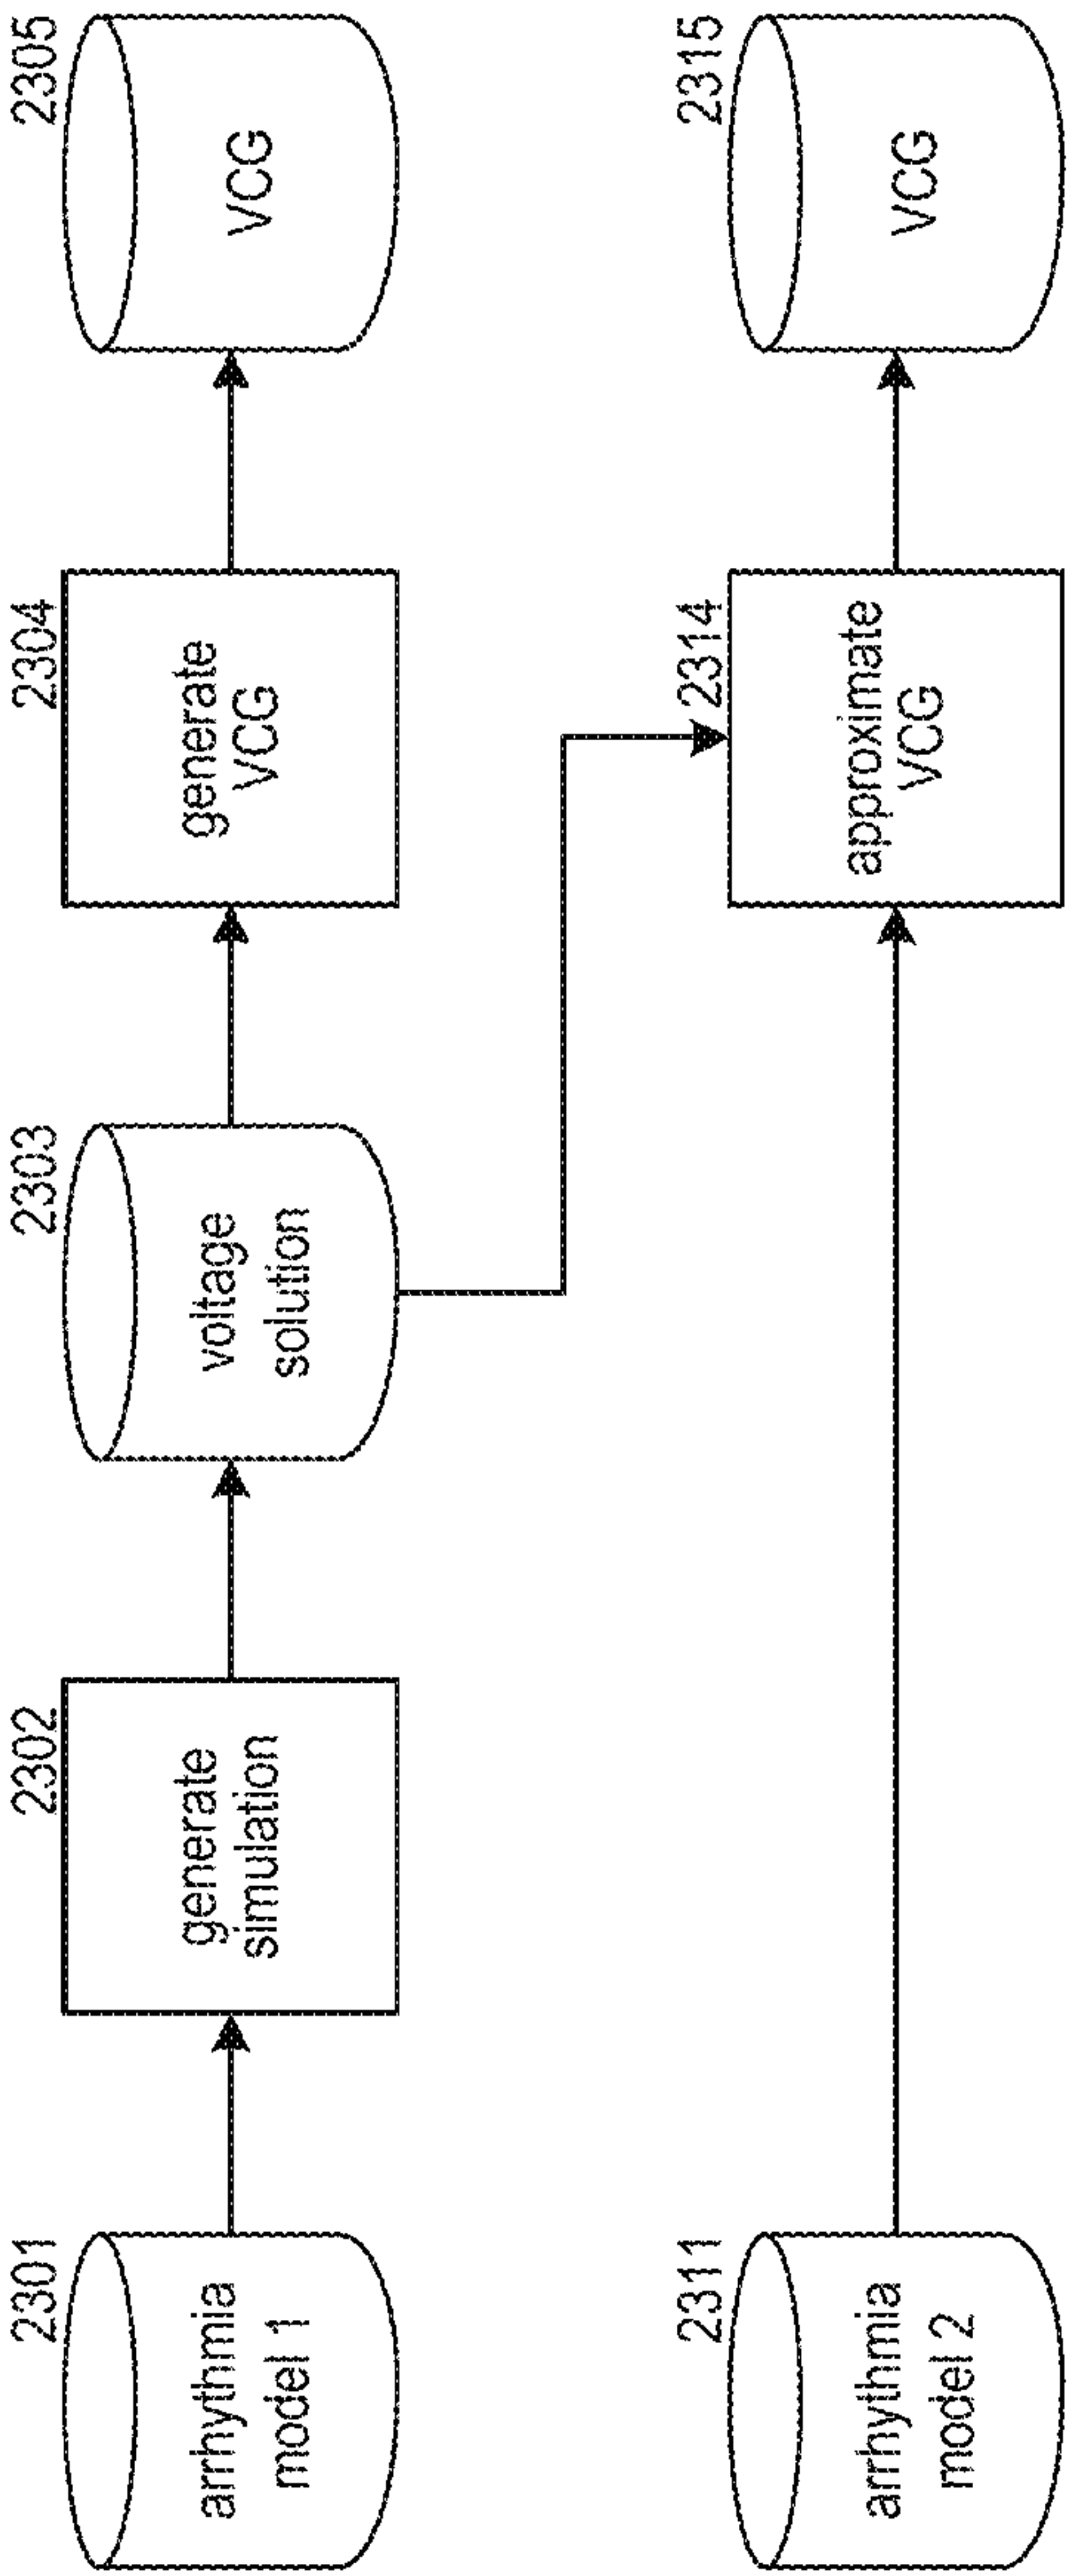 2301
arrhythmia
model 1
2302
generate
simulation
2303
voltage
solution
2304
generate
VCG
2305
VCG
2311
arrhythmia
model 2
2314
approximate
VCG
2315
VCG